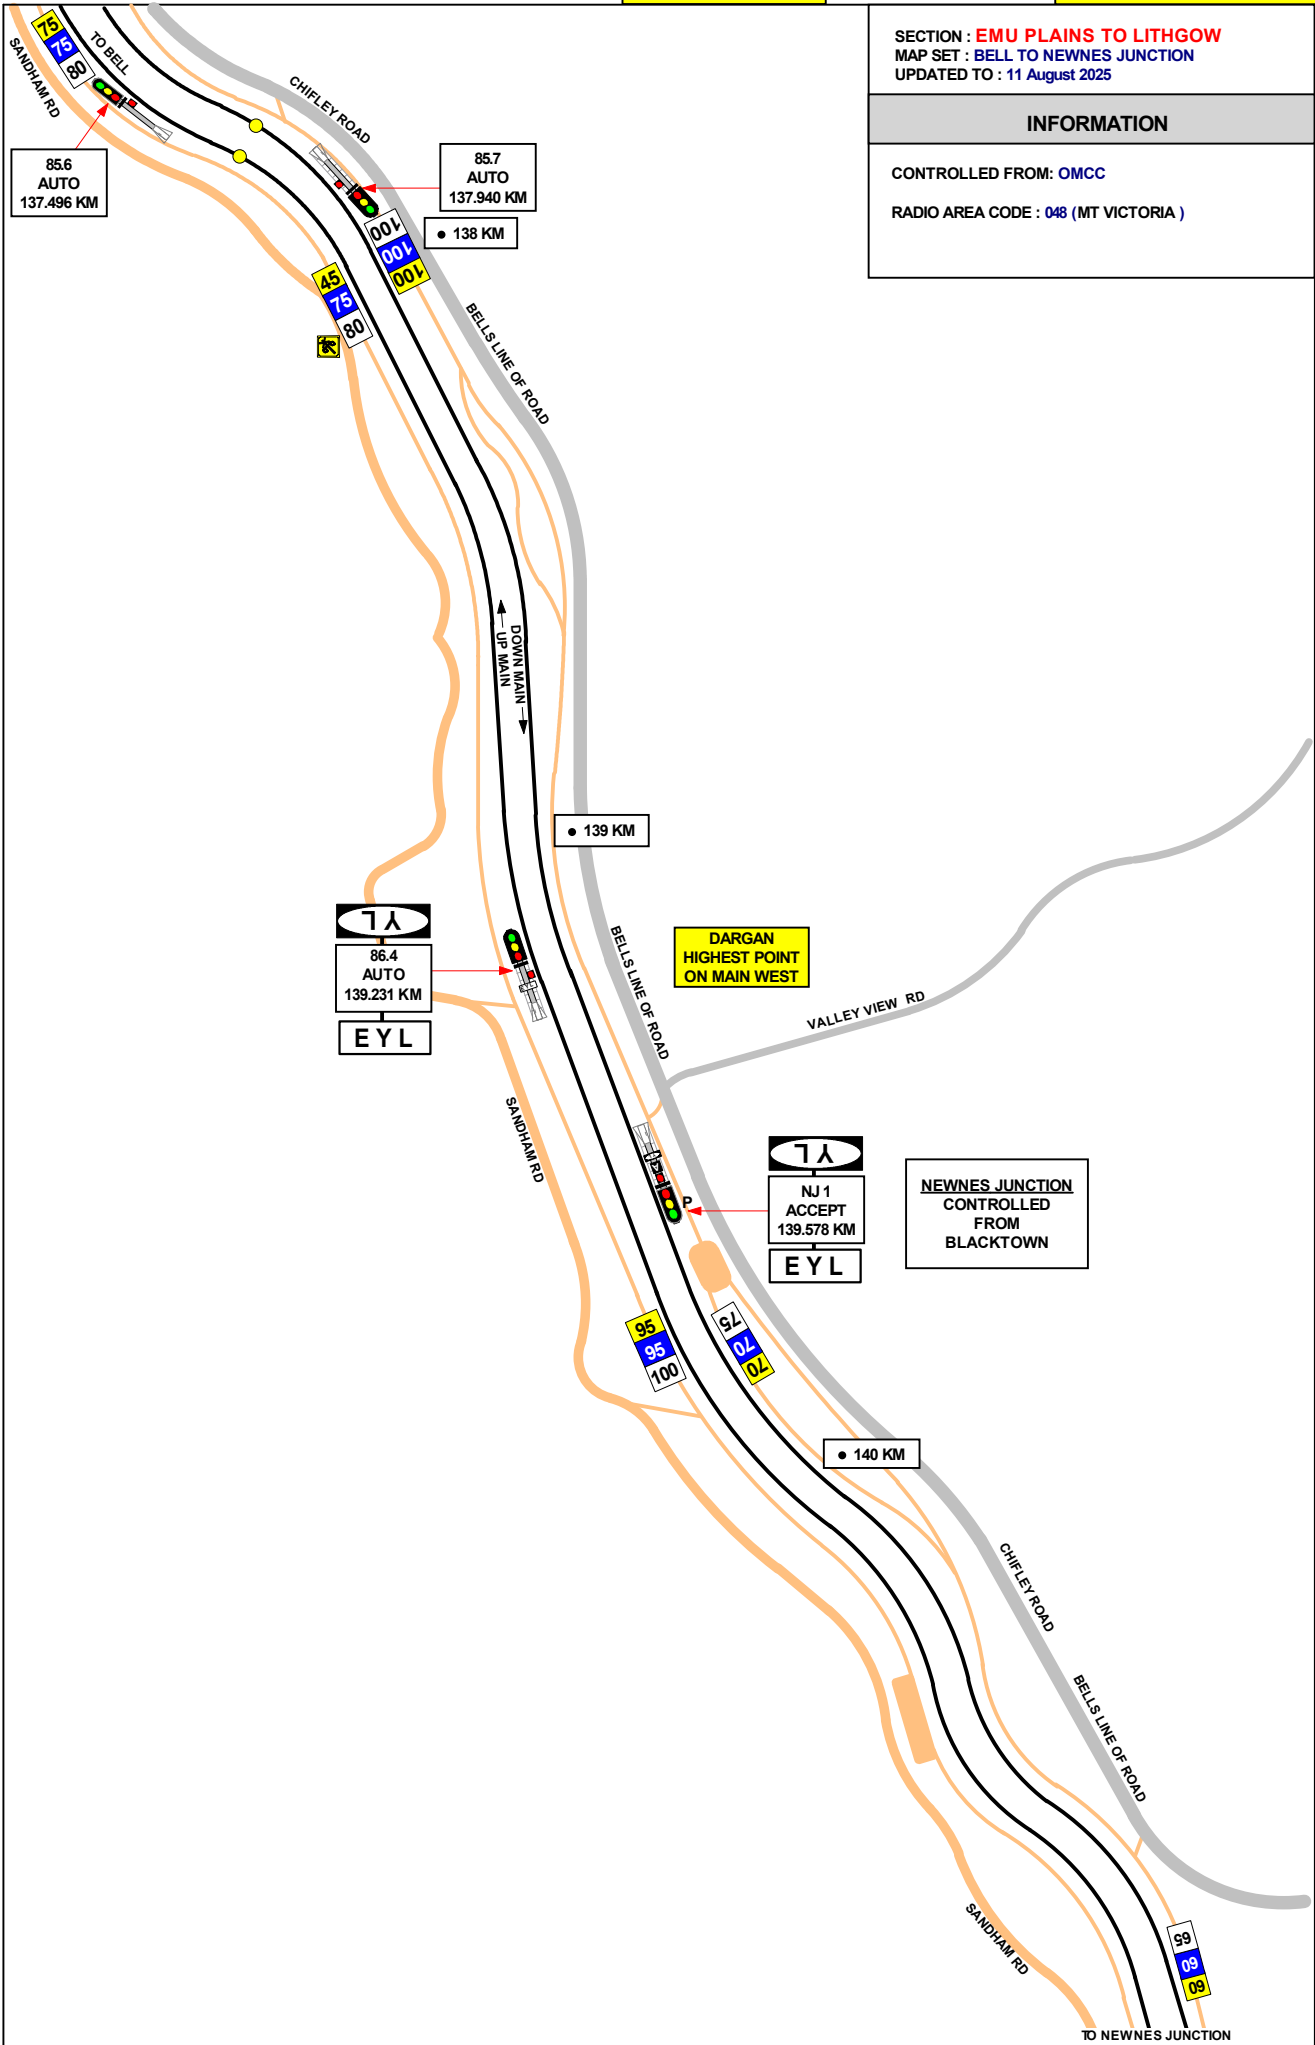 SECTION : EMU PLAINS TO LITHGOW
MAP SET : BELL TO NEWNES JUNCTION
UPDATED TO : 11 August 2025
INFORMATION
CONTROLLED FROM: OMCC
RADIO AREA CODE : 048 (MT VICTORIA )
75
75
80
TO BELL
SANDHAM RD
CHIFLEY ROAD
85.6
AUTO
137.496 KM
85.7
AUTO
137.940 KM
• 138 KM
100
100
100
45
75
80
BELLS LINE OF ROAD
UP MAIN
DOWN MAIN
• 139 KM
YL
86.4
AUTO
139.231 KM
EYL
BELLS LINE OF ROAD
DARGAN
HIGHEST POINT
ON MAIN WEST
VALLEY VIEW RD
SANDHAM RD
P
YL
NJ 1
ACCEPT
139.578 KM
EYL
NEWNES JUNCTION
CONTROLLED
FROM
BLACKTOWN
95
95
100
75
70
70
• 140 KM
CHIFLEY ROAD
BELLS LINE OF ROAD
SANDHAM RD
65
60
60
TO NEWNES JUNCTION